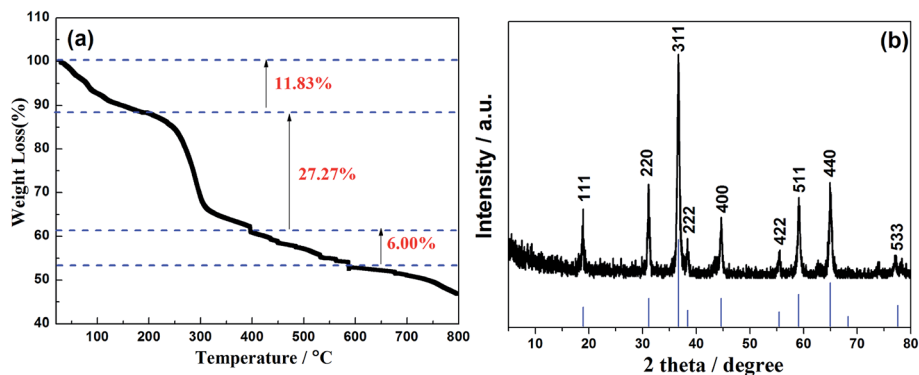 (a)
110
100
90
80
70
60
50
40
Weight Loss(%)
11.83%
27.27%
6.00%
100 200 300 400 500 600 700 800
Temperature / °C
(b)
Intensity / a.u.
111
220
311
222
400
422
511
440
533
10 20 30 40 50 60 70 80
2 theta / degree